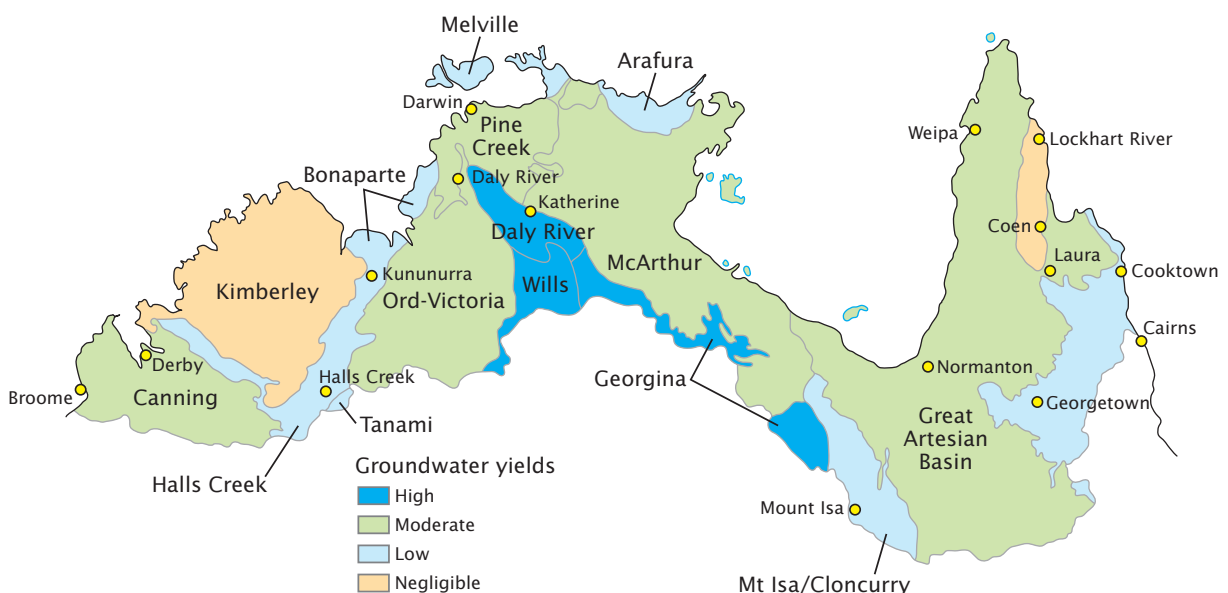 Melville
Arafura
Darwin
Pine
Creek
Weipa
Lockhart River
Bonaparte
Daly River
Katherine
Daly River
Coen
Laura
McArthur
Kununurra
Cooktown
Kimberley
Ord-Victoria
Wills
Cairns
Derby
Halls Creek
Georgina
Normanton
Broome
Canning
Tanami
Georgetown
Great
Artesian
Basin
Halls Creek
Groundwater yields
High
Moderate
Low
Negligible
Mount Isa
Mt Isa/Cloncurry